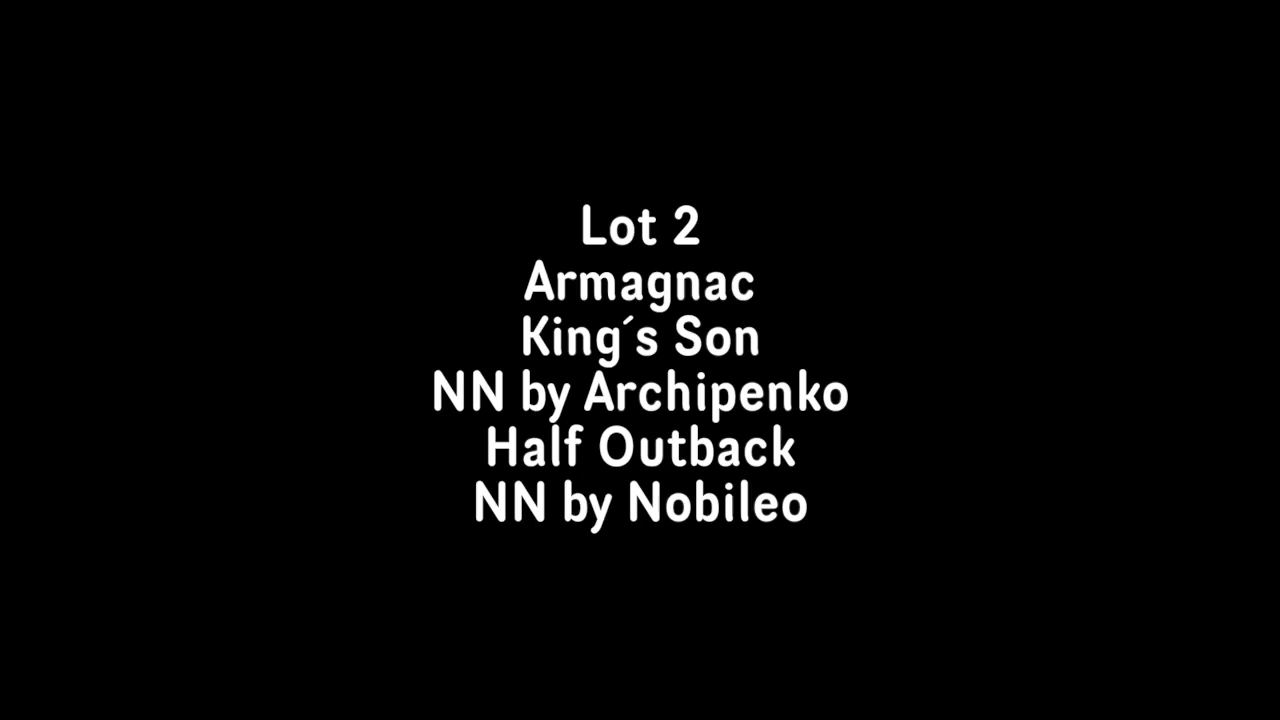 Lot 2
Armagnac
King´s Son
NN by Archipenko
Half Outback
NN by Nobileo